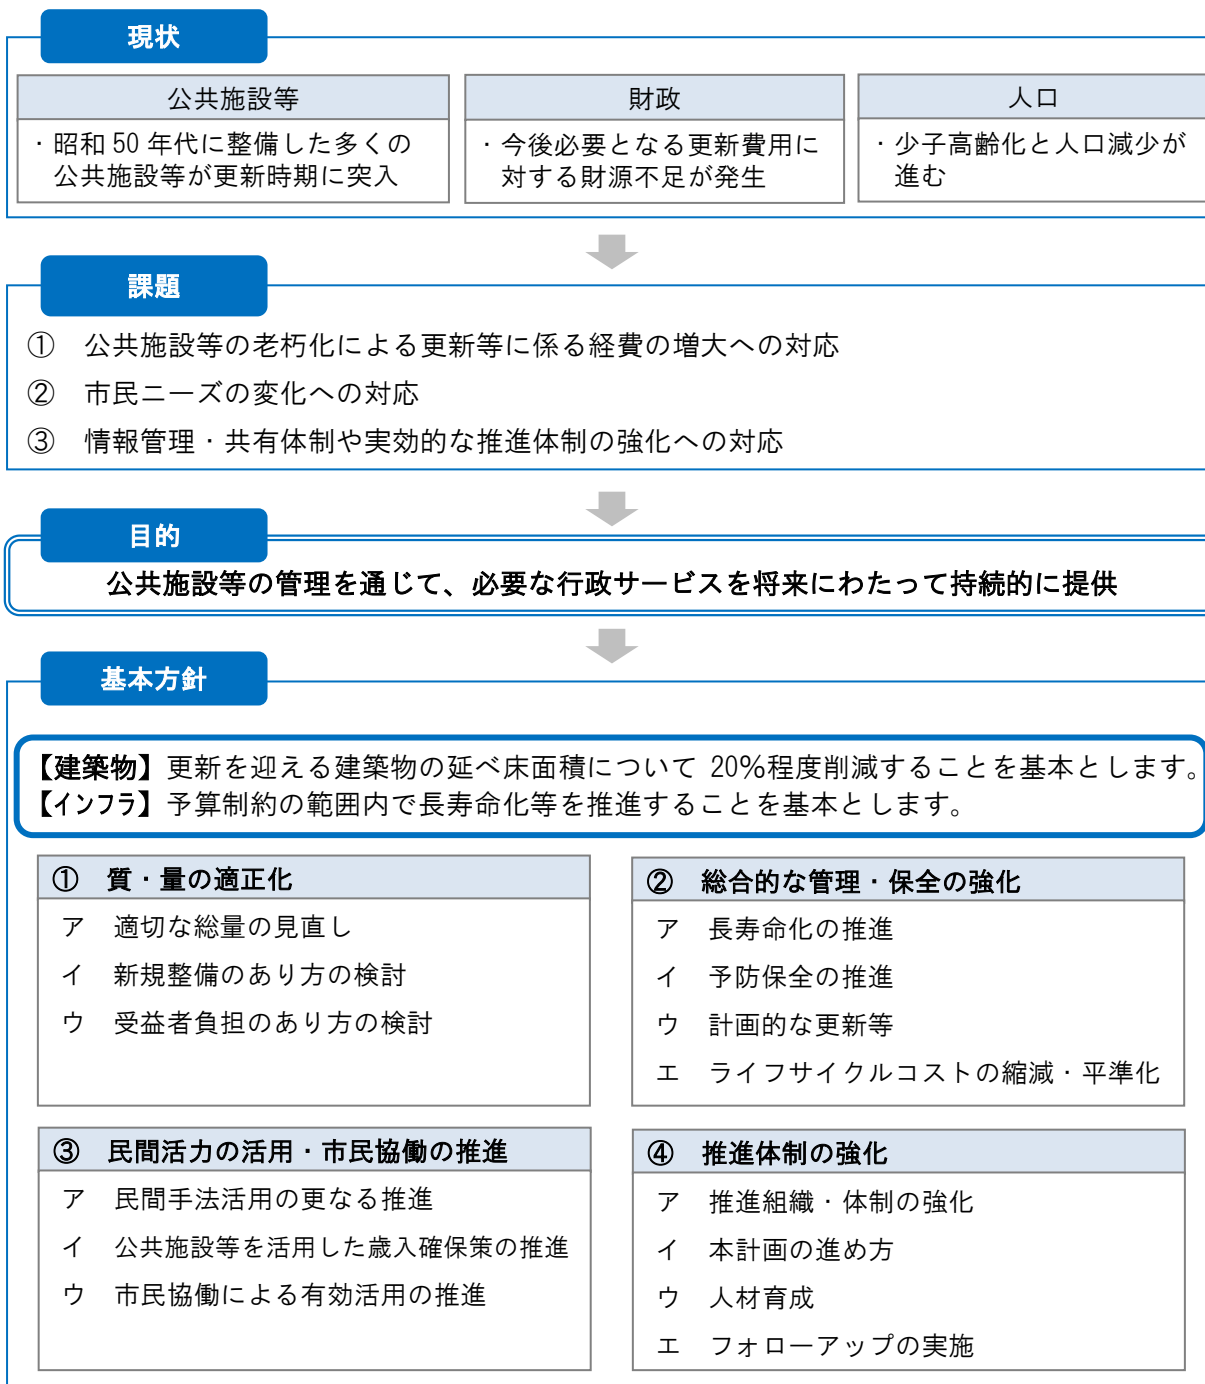 現状
公共施設等
・昭和 50 年代に整備した多くの
公共施設等が更新時期に突入
財政
・今後必要となる更新費用に
対する財源不足が発生
人口
・少子高齢化と人口減少が
進む
課題
① 公共施設等の老朽化による更新等に係る経費の増大への対応
② 市民ニーズの変化への対応
③ 情報管理・共有体制や実効的な推進体制の強化への対応
目的
公共施設等の管理を通じて、必要な行政サービスを将来にわたって持続的に提供
基本方針
【建築物】更新を迎える建築物の延べ床面積について 20%程度削減することを基本とします。
【インフラ】予算制約の範囲内で長寿命化等を推進することを基本とします。
① 質・量の適正化
ア 適切な総量の見直し
イ 新規整備のあり方の検討
ウ 受益者負担のあり方の検討
② 総合的な管理・保全の強化
ア 長寿命化の推進
イ 予防保全の推進
ウ 計画的な更新等
エ ライフサイクルコストの縮減・平準化
③ 民間活力の活用・市民協働の推進
ア 民間手法活用の更なる推進
イ 公共施設等を活用した歳入確保策の推進
ウ 市民協働による有効活用の推進
④ 推進体制の強化
ア 推進組織・体制の強化
イ 本計画の進め方
ウ 人材育成
エ フォローアップの実施